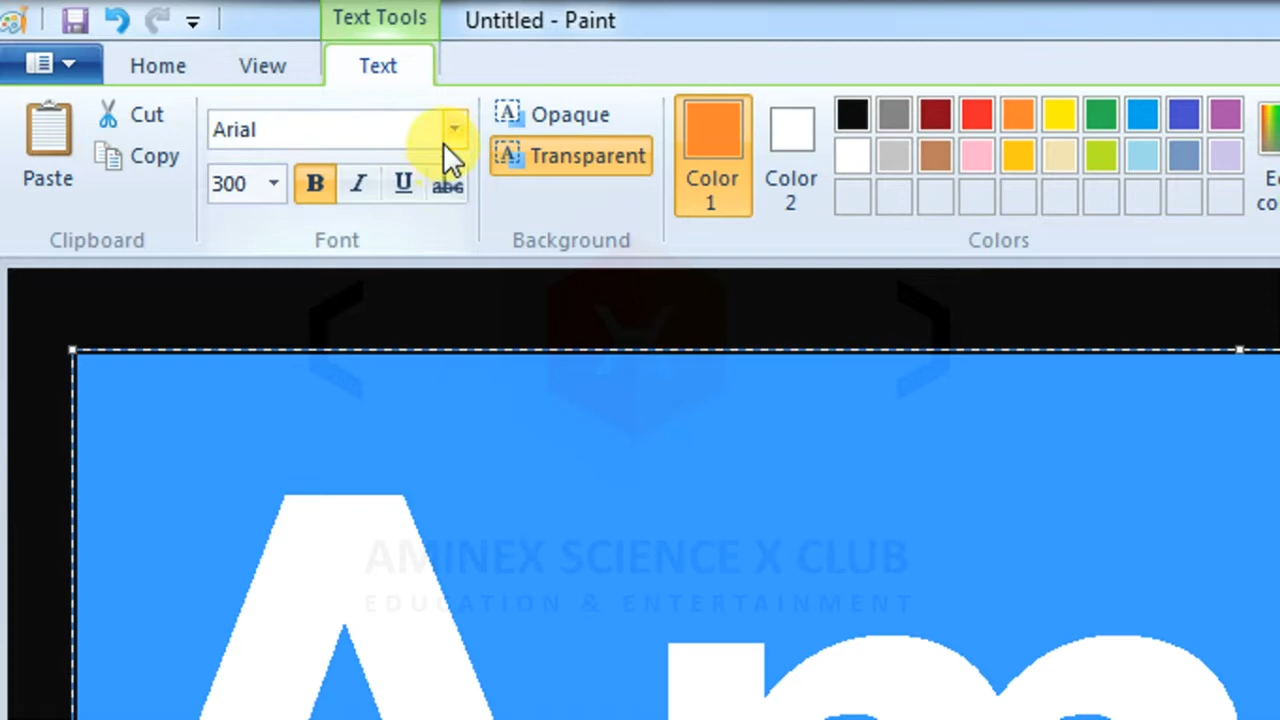 Text Tools
Untitled - Paint
Home
View
Text
Paste
Cut
Copy
Clipboard
Arial
300
B
I
U
abc
Font
A
Opaque
A
Transparent
Background
Color
1
Color
2
Colors
Am
AMINEX SCIENCE X CLUB
EDUCATION & ENTERTAINMENT